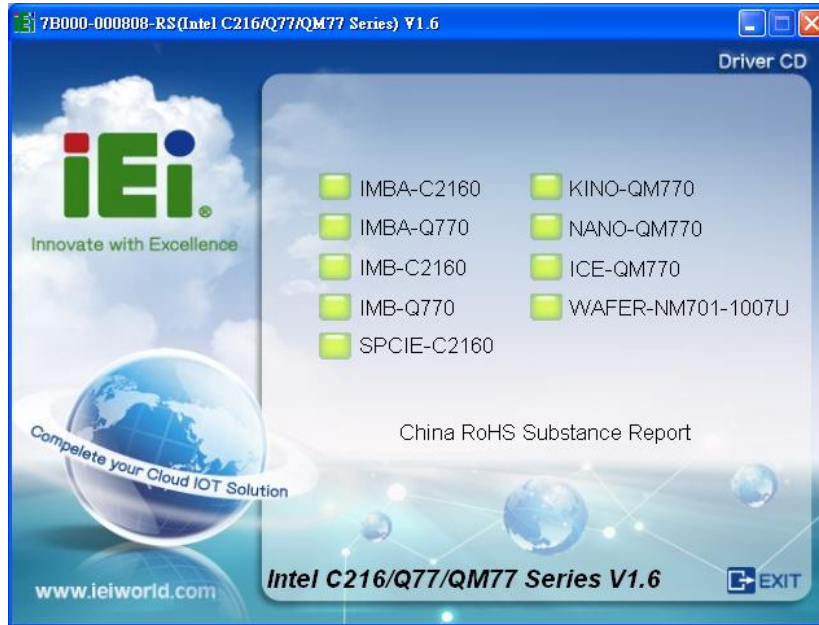 7B000-000808-RS(Intel C216/Q77/QM77 Series) V1.6
Driver CD
iEi®
Innovate with Excellence
IMBA-C2160
IMBA-Q770
IMB-C2160
IMB-Q770
SPCIE-C2160
KINO-QM770
NANO-QM770
ICE-QM770
WAFER-NM701-1007U
China RoHS Substance Report
Compelete your Cloud IOT Solution
www.ieiworld.com
Intel C216/Q77/QM77 Series V1.6
EXIT